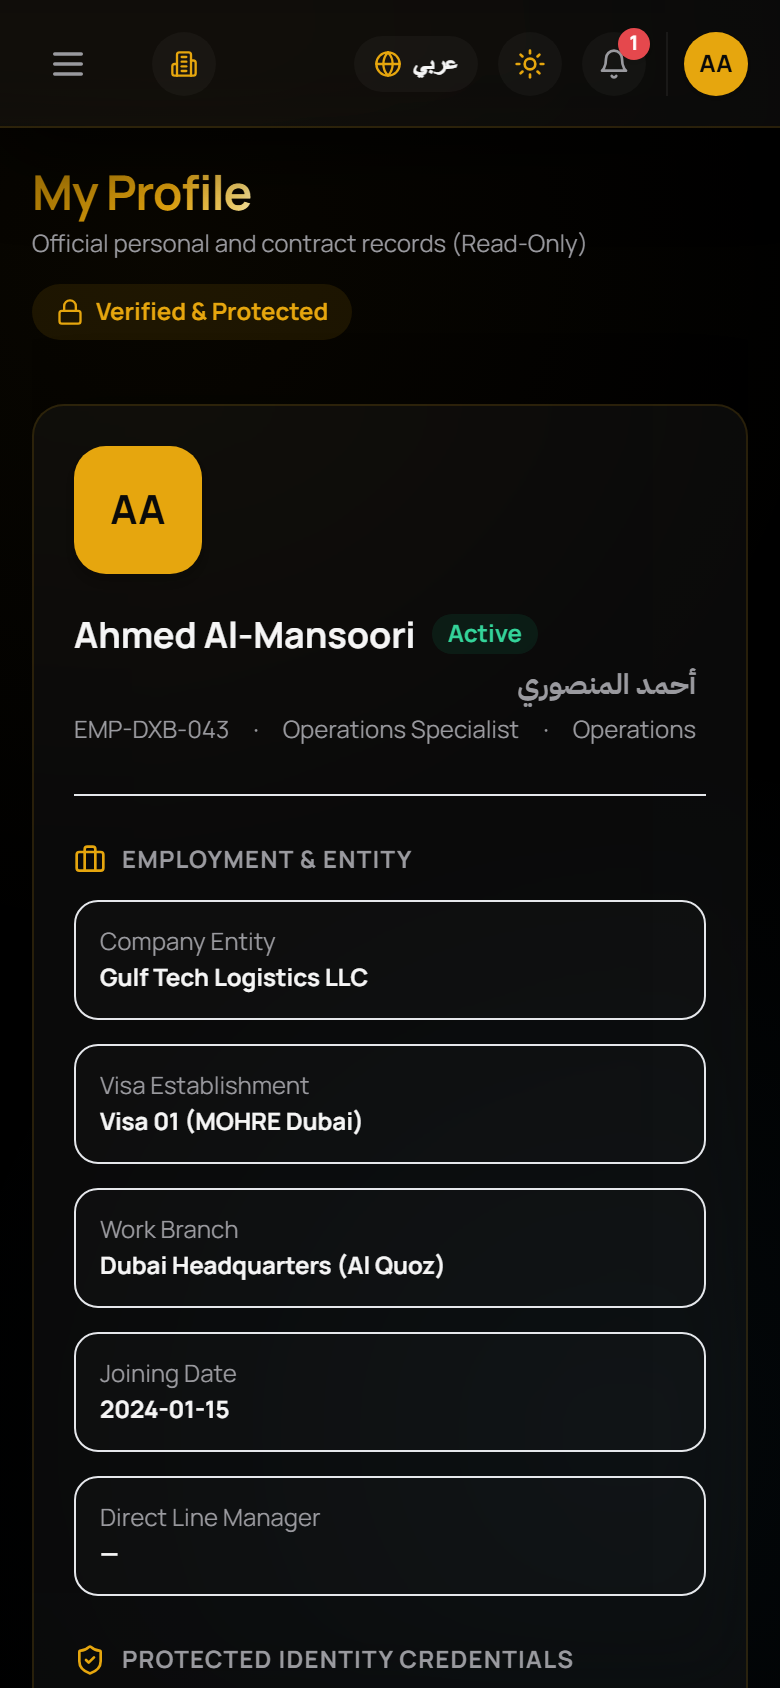 عربي
1
AA
My Profile
Official personal and contract records (Read-Only)
Verified & Protected
AA
Ahmed Al-Mansoori Active
أحمد المنصوري
EMP-DXB-043 · Operations Specialist · Operations
EMPLOYMENT & ENTITY
Company Entity
Gulf Tech Logistics LLC
Visa Establishment
Visa 01 (MOHRE Dubai)
Work Branch
Dubai Headquarters (Al Quoz)
Joining Date
2024-01-15
Direct Line Manager
—
PROTECTED IDENTITY CREDENTIALS